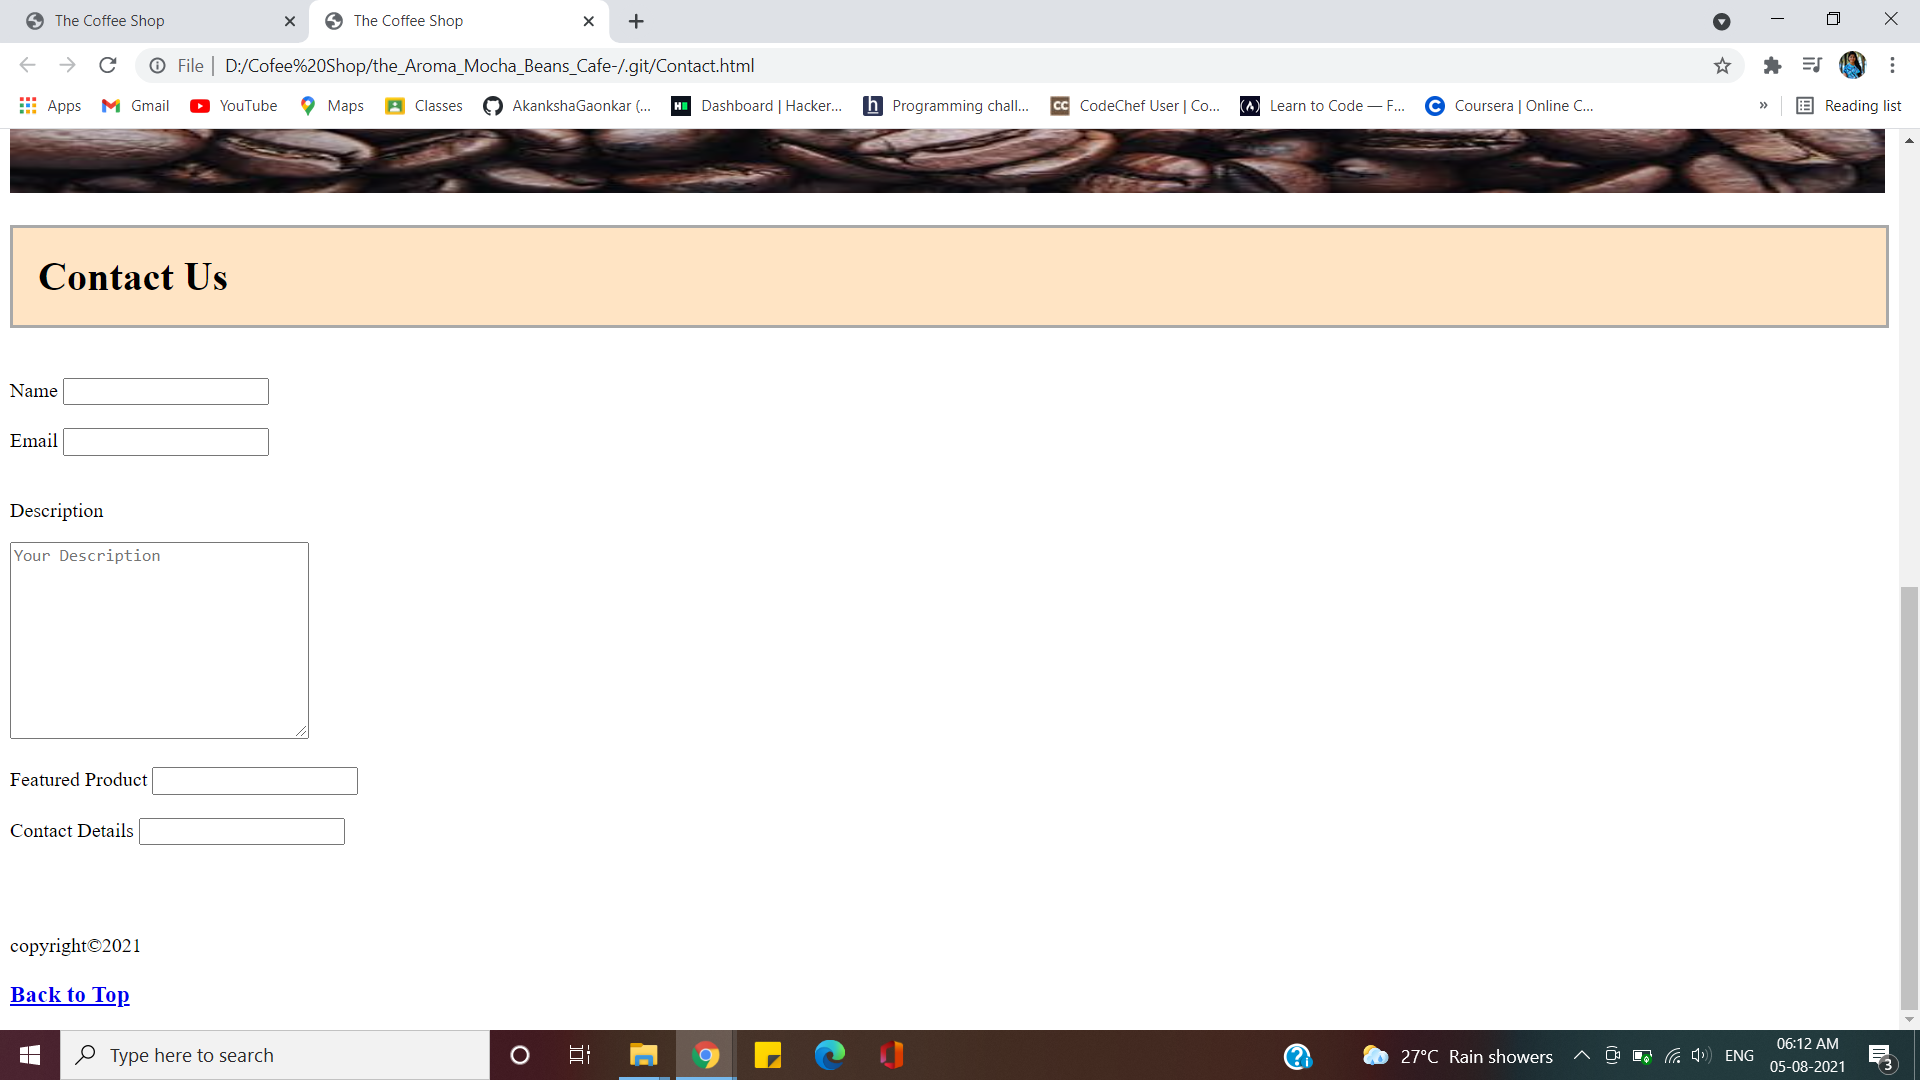 The Coffee Shop
The Coffee Shop
File
D:/Cofee%20Shop/the_Aroma_Mocha_Beans_Cafe-/.git/Contact.html
Apps
Gmail
YouTube
Maps
Classes
AkankshaGaonkar (...
Dashboard | Hacker...
Programming chall...
CC
CodeChef User | Co...
Learn to Code — F...
Coursera | Online C...
»
Reading list
Contact Us
Name
Email
Description
Your Description
Featured Product
Contact Details
copyright©2021
Back to Top
Type here to search
27°C Rain showers
ENG
06:12 AM
05-08-2021
3